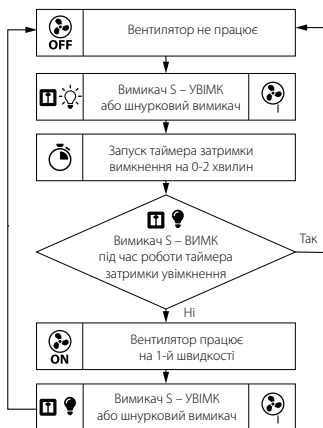 OFF
Вентилятор не працює
Вимикач S – УВІМК
або шнурковий вимикач
Запуск таймера затримки
вимкнення на 0-2 хвилин
Вимикач S – ВИМК
під час роботи таймера
затримки увімкнення
Так
Ні
ON
Вентилятор працює
на 1-й швидкості
Вимикач S – УВІМК
або шнурковий вимикач